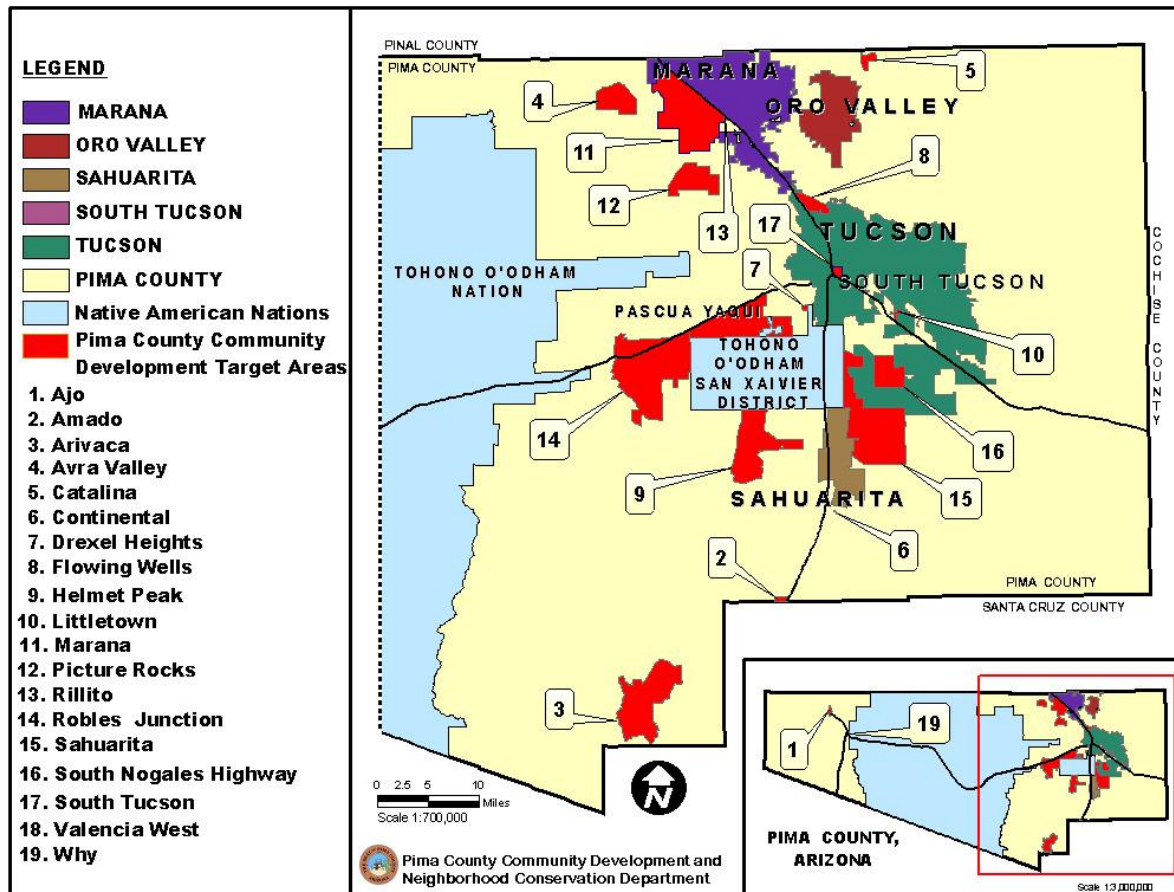 LEGEND
MARANA
ORO VALLEY
SAHUARITA
SOUTH TUCSON
TUCSON
PIMA COUNTY
Native American Nations
Pima County Community
Development Target Areas
1. Ajo
2. Amado
3. Arivaca
4. Avra Valley
5. Catalina
6. Continental
7. Drexel Heights
8. Flowing Wells
9. Helmet Peak
10. Littletown
11. Marana
12. Picture Rocks
13. Rillito
14. Robles Junction
15. Sahuarita
16. South Nogales Highway
17. South Tucson
18. Valencia West
19. Why
PINAL COUNTY
PIMA COUNTY
MARANA
ORO VALLEY
5
4
11
8
12
13
17
TUCSON
COCHISE COUNTY
TOHONO O'ODHAM
NATION
7
SOUTH TUCSON
PASCUA YAQUI
TOHONO
O'ODHAM
SAN XAIVIER
DISTRICT
10
14
16
9
SAHUARITA
15
6
2
PIMA COUNTY
SANTA CRUZ COUNTY
3
N
0 2.5 5 10
Miles
Scale 1:700,000
Pima County Community Development and
Neighborhood Conservation Department
1
19
PIMA COUNTY,
ARIZONA
Scale 1:3,000,000